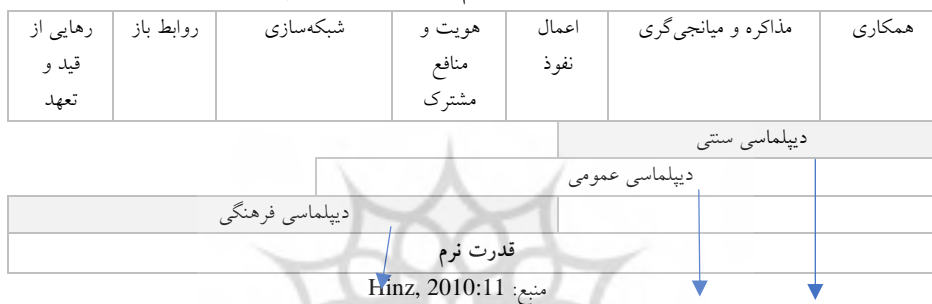 همکاری
مذاکره و میانجی‌گری
اعمال نفوذ
هویت و منافع مشترک
شبکه‌سازی
روابط باز
رهایی از قید و تعهد
دیپلماسی سنتی
دیپلماسی عمومی
دیپلماسی فرهنگی
قدرت نرم
منبع: Hinz, 2010:11